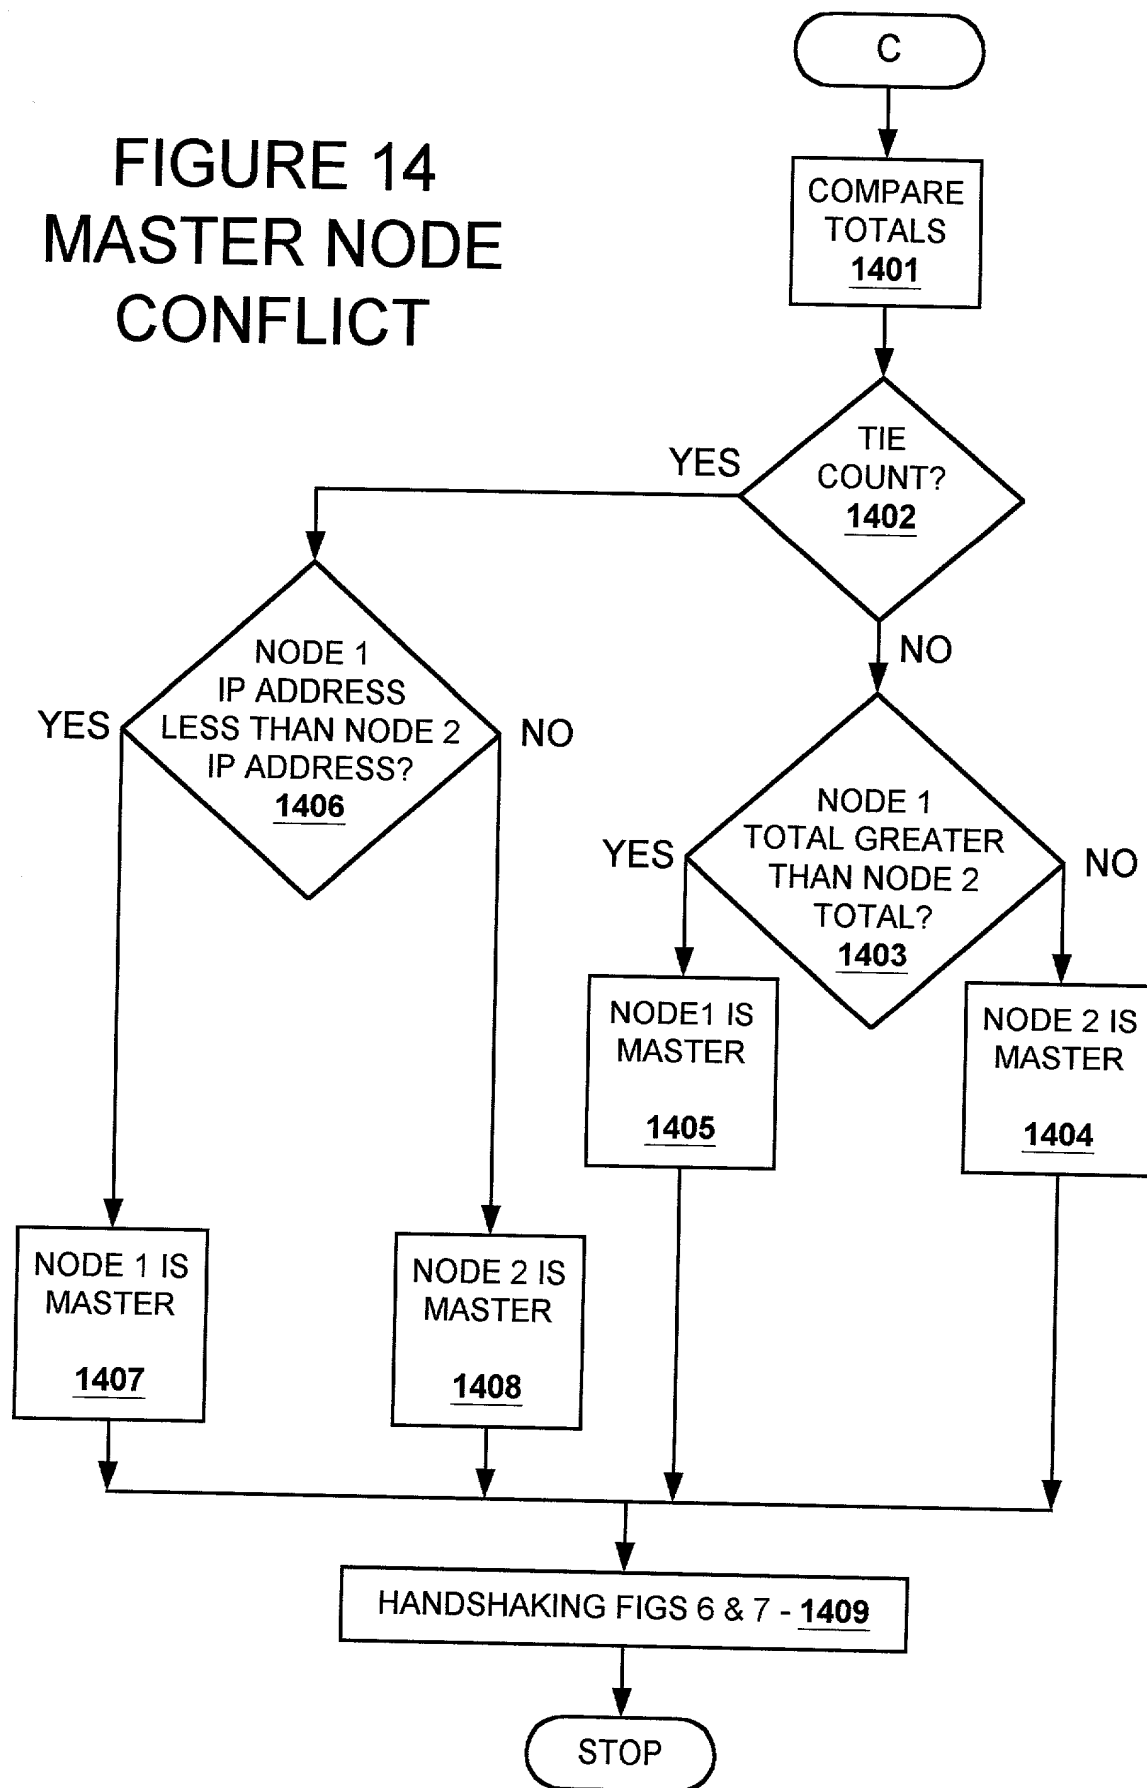 FIGURE 14
MASTER NODE
CONFLICT
C
COMPARE
TOTALS
1401
TIE
COUNT?
1402
YES
NO
NODE 1
IP ADDRESS
LESS THAN NODE 2
IP ADDRESS?
1406
YES
NO
NODE 1
TOTAL GREATER
THAN NODE 2
TOTAL?
1403
YES
NO
NODE1 IS
MASTER
1405
NODE 2 IS
MASTER
1404
NODE 1 IS
MASTER
1407
NODE 2 IS
MASTER
1408
HANDSHAKING FIGS 6 & 7 - 1409
STOP